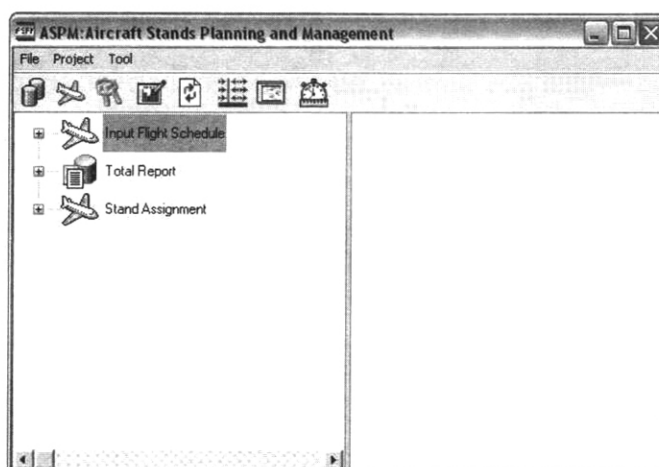 ASPM:Aircraft Stands Planning and Management
File Project Tool
Input Flight Schedule
Total Report
Stand Assignment